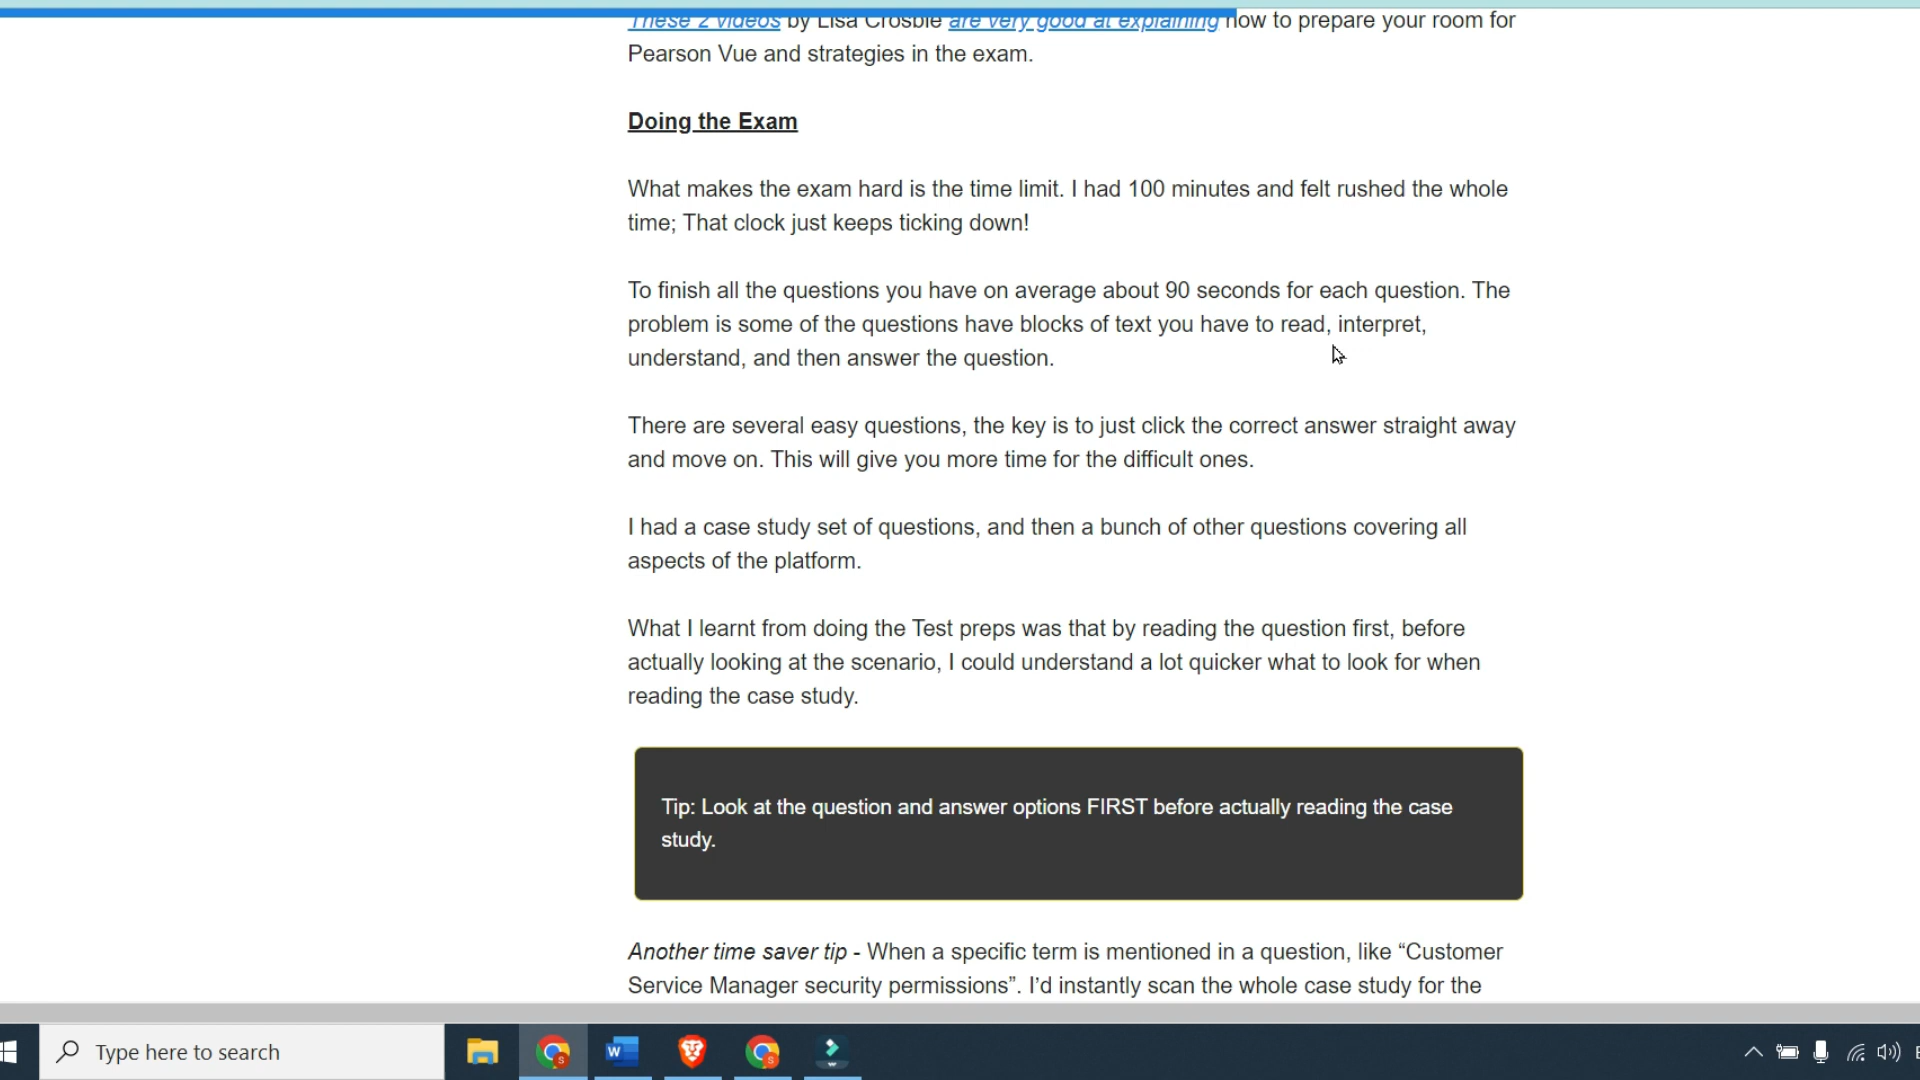 These 2 videos by Lisa Crosbie are very good at explaining how to prepare your room for
Pearson Vue and strategies in the exam.
Doing the Exam
What makes the exam hard is the time limit. I had 100 minutes and felt rushed the whole
time; That clock just keeps ticking down!
To finish all the questions you have on average about 90 seconds for each question. The
problem is some of the questions have blocks of text you have to read, interpret,
understand, and then answer the question.
There are several easy questions, the key is to just click the correct answer straight away
and move on. This will give you more time for the difficult ones.
I had a case study set of questions, and then a bunch of other questions covering all
aspects of the platform.
What I learnt from doing the Test preps was that by reading the question first, before
actually looking at the scenario, I could understand a lot quicker what to look for when
reading the case study.
Tip: Look at the question and answer options FIRST before actually reading the case
study.
Another time saver tip - When a specific term is mentioned in a question, like “Customer
Service Manager security permissions”. I’d instantly scan the whole case study for the
Type here to search